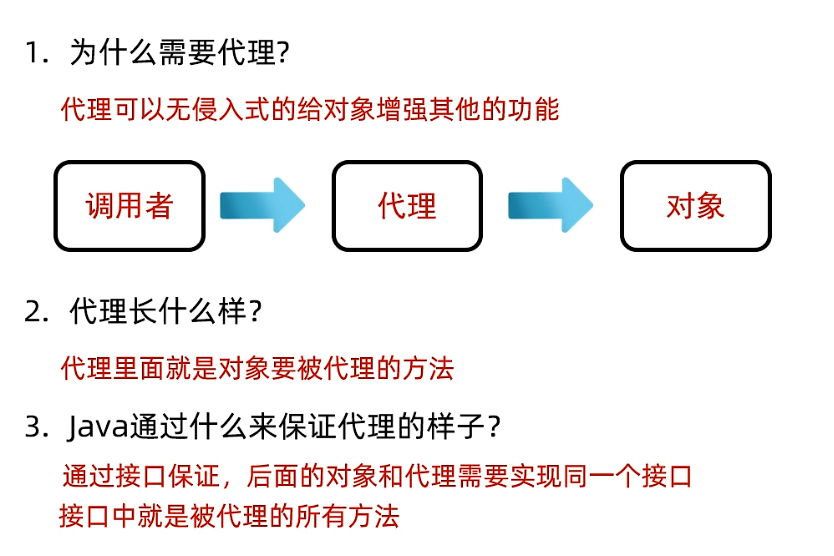 1. 为什么需要代理?
代理可以无侵入式的给对象增强其他的功能
调用者
代理
对象
2. 代理长什么样?
代理里面就是对象要被代理的方法
3. Java通过什么来保证代理的样子?
通过接口保证，后面的对象和代理需要实现同一个接口
接口中就是被代理的所有方法